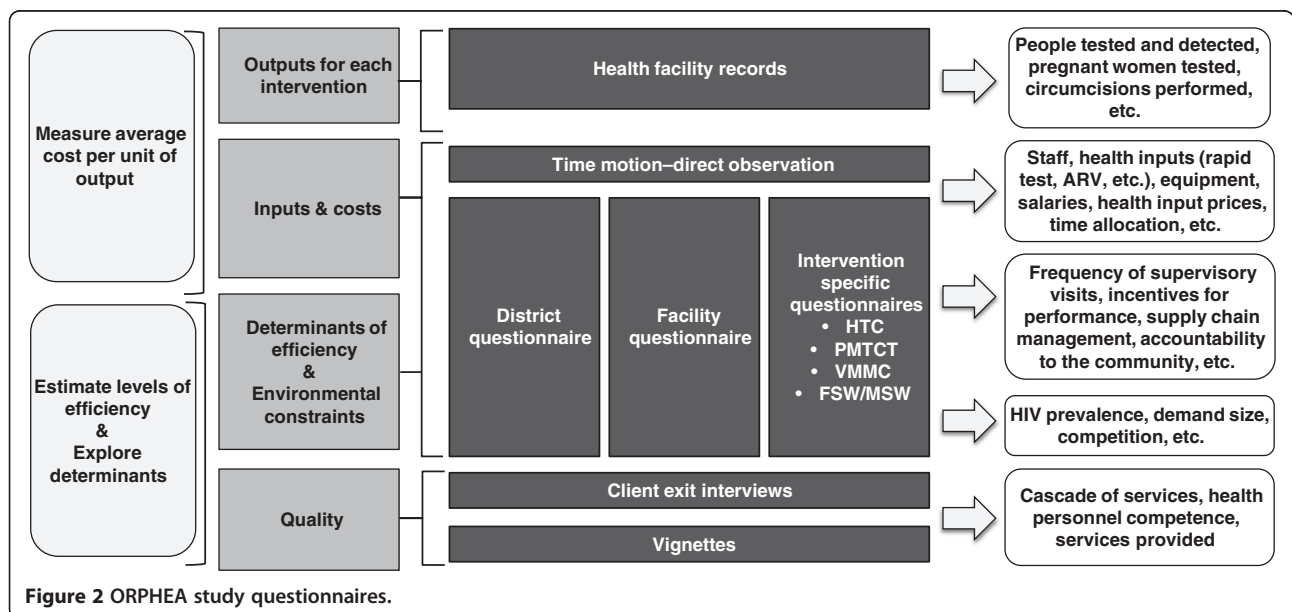 Measure average
cost per unit of
output
Estimate levels of
efficiency
&
Explore
determinants
Outputs for each
intervention
Inputs & costs
Determinants of
efficiency
&
Environmental
constraints
Quality
Health facility records
Time motion–direct observation
District
questionnaire
Facility
questionnaire
Intervention
specific
questionnaires
• HTC
• PMTCT
• VMMC
• FSW/MSW
Client exit interviews
Vignettes
People tested and detected,
pregnant women tested,
circumcisions performed,
etc.
Staff, health inputs (rapid
test, ARV, etc.), equipment,
salaries, health input prices,
time allocation, etc.
Frequency of supervisory
visits, incentives for
performance, supply chain
management, accountability
to the community, etc.
HIV prevalence, demand size,
competition, etc.
Cascade of services, health
personnel competence,
services provided
Figure 2 ORPHEA study questionnaires.